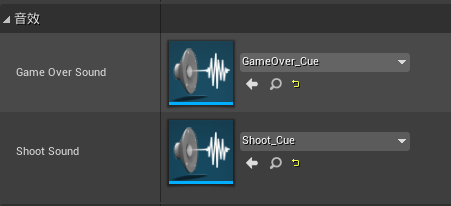 音效
Game Over Sound
GameOver_Cue
Shoot Sound
Shoot_Cue